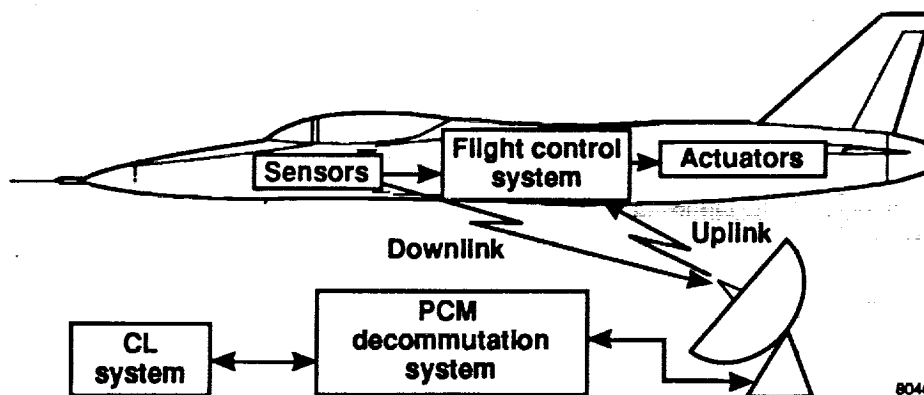 Sensors
Flight control
system
Actuators
Downlink
Uplink
CL
system
PCM
decommutation
system